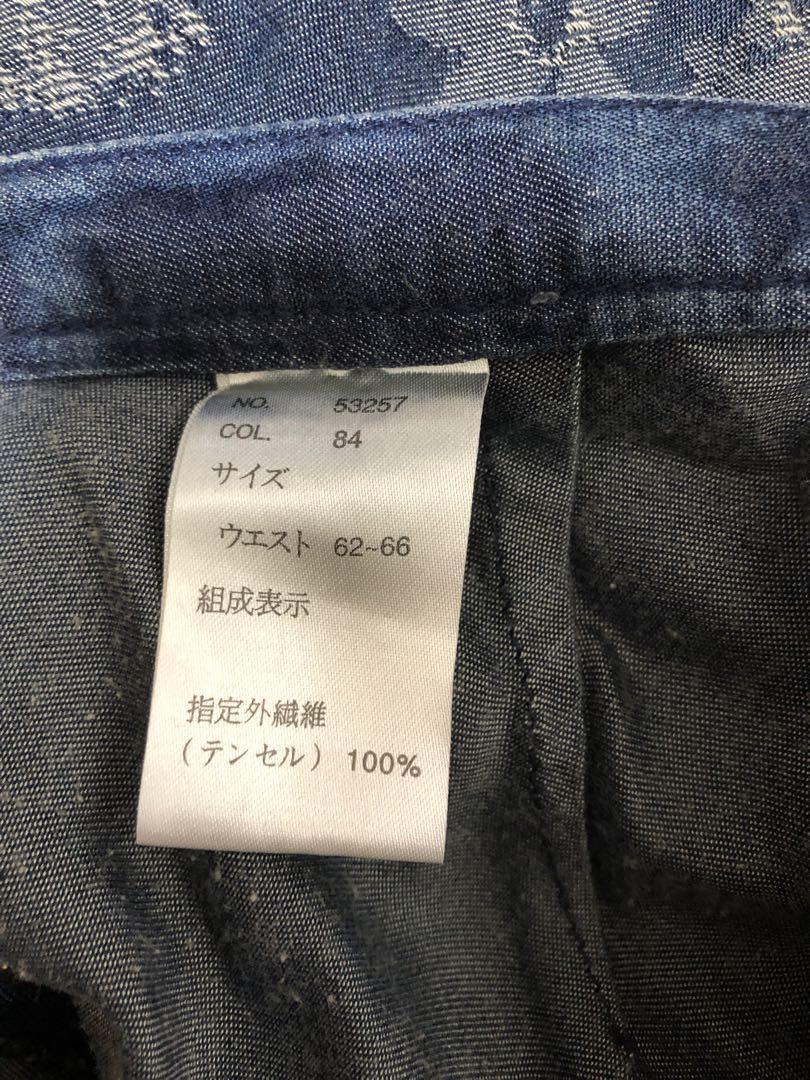 NO. 53257
COL. 84
サイズ
ウエスト 62~66
組成表示
指定外繊維
(テンセル) 100%